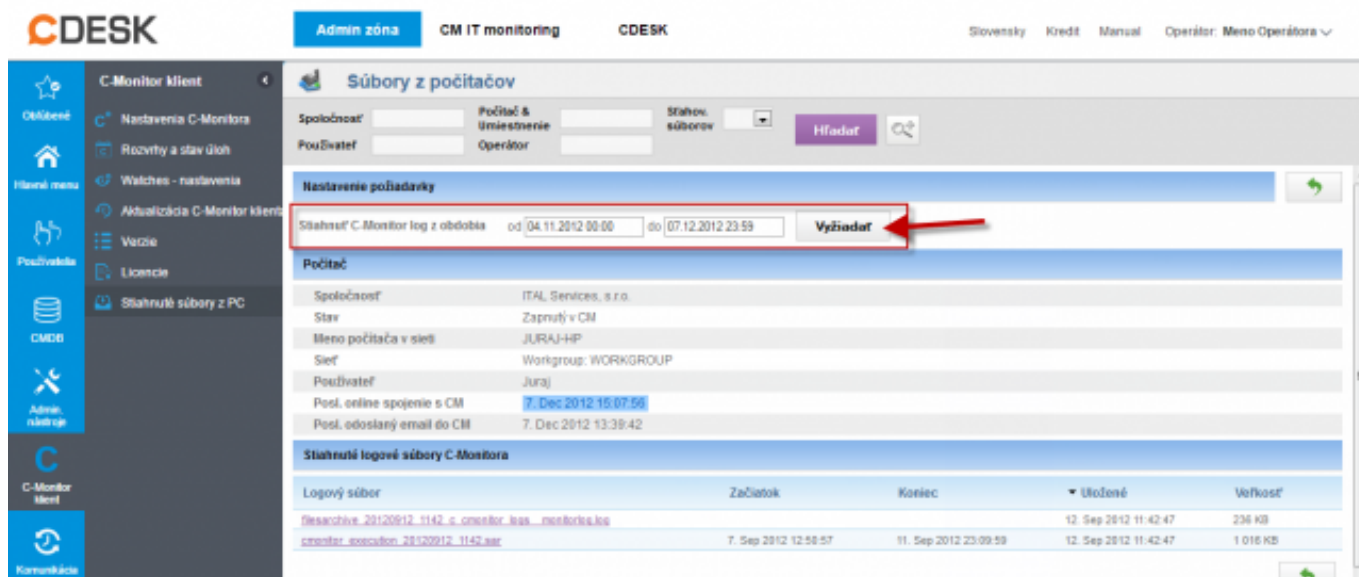 CDESK
Admin zóna CM IT monitoring CDESK
Slovensky Kredit Manual Operátor: Meno Operátora
Obľúbené
Hlavné menu
Používatelia
CMDB
Admin. nástroje
C-Monitor klient
Komunikácia
C-Monitor klient
Nastavenia C-Monitora
Rozvrhy a stav úloh
Watches - nastavenia
Aktualizácia C-Monitor klienta
Verzie
Licencie
Stiahnuté súbory z PC
Súbory z počítačov
Spoločnosť Počítač & Umiestnenie Sťahov. súborov
Používateľ Operátor
Hľadať
Nastavenie požiadavky
Stiahnuť C-Monitor log z obdobia od 04.11.2012 00:00 do 07.12.2012 23:59 Vyžiadať
Počítač
Spoločnosť ITAL Services, s.r.o.
Stav Zapnutý v CM
Meno počítača v sieti JURAJ-HP
Sieť Workgroup: WORKGROUP
Používateľ Juraj
Posl. online spojenie s CM 7. Dec 2012 15:07:56
Posl. odoslaný email do CM 7. Dec 2012 13:39:42
Stiahnuté logové súbory C-Monitora
Logový súbor Začiatok Koniec Uložené Veľkosť
filesarchive_20120912_1142_c_cmonitor_logs__monitorlog.log 12. Sep 2012 11:42:47 236 KB
cmonitor_execution_20120912_1142.sar 7. Sep 2012 12:50:57 11. Sep 2012 23:09:59 12. Sep 2012 11:42:47 1 016 KB